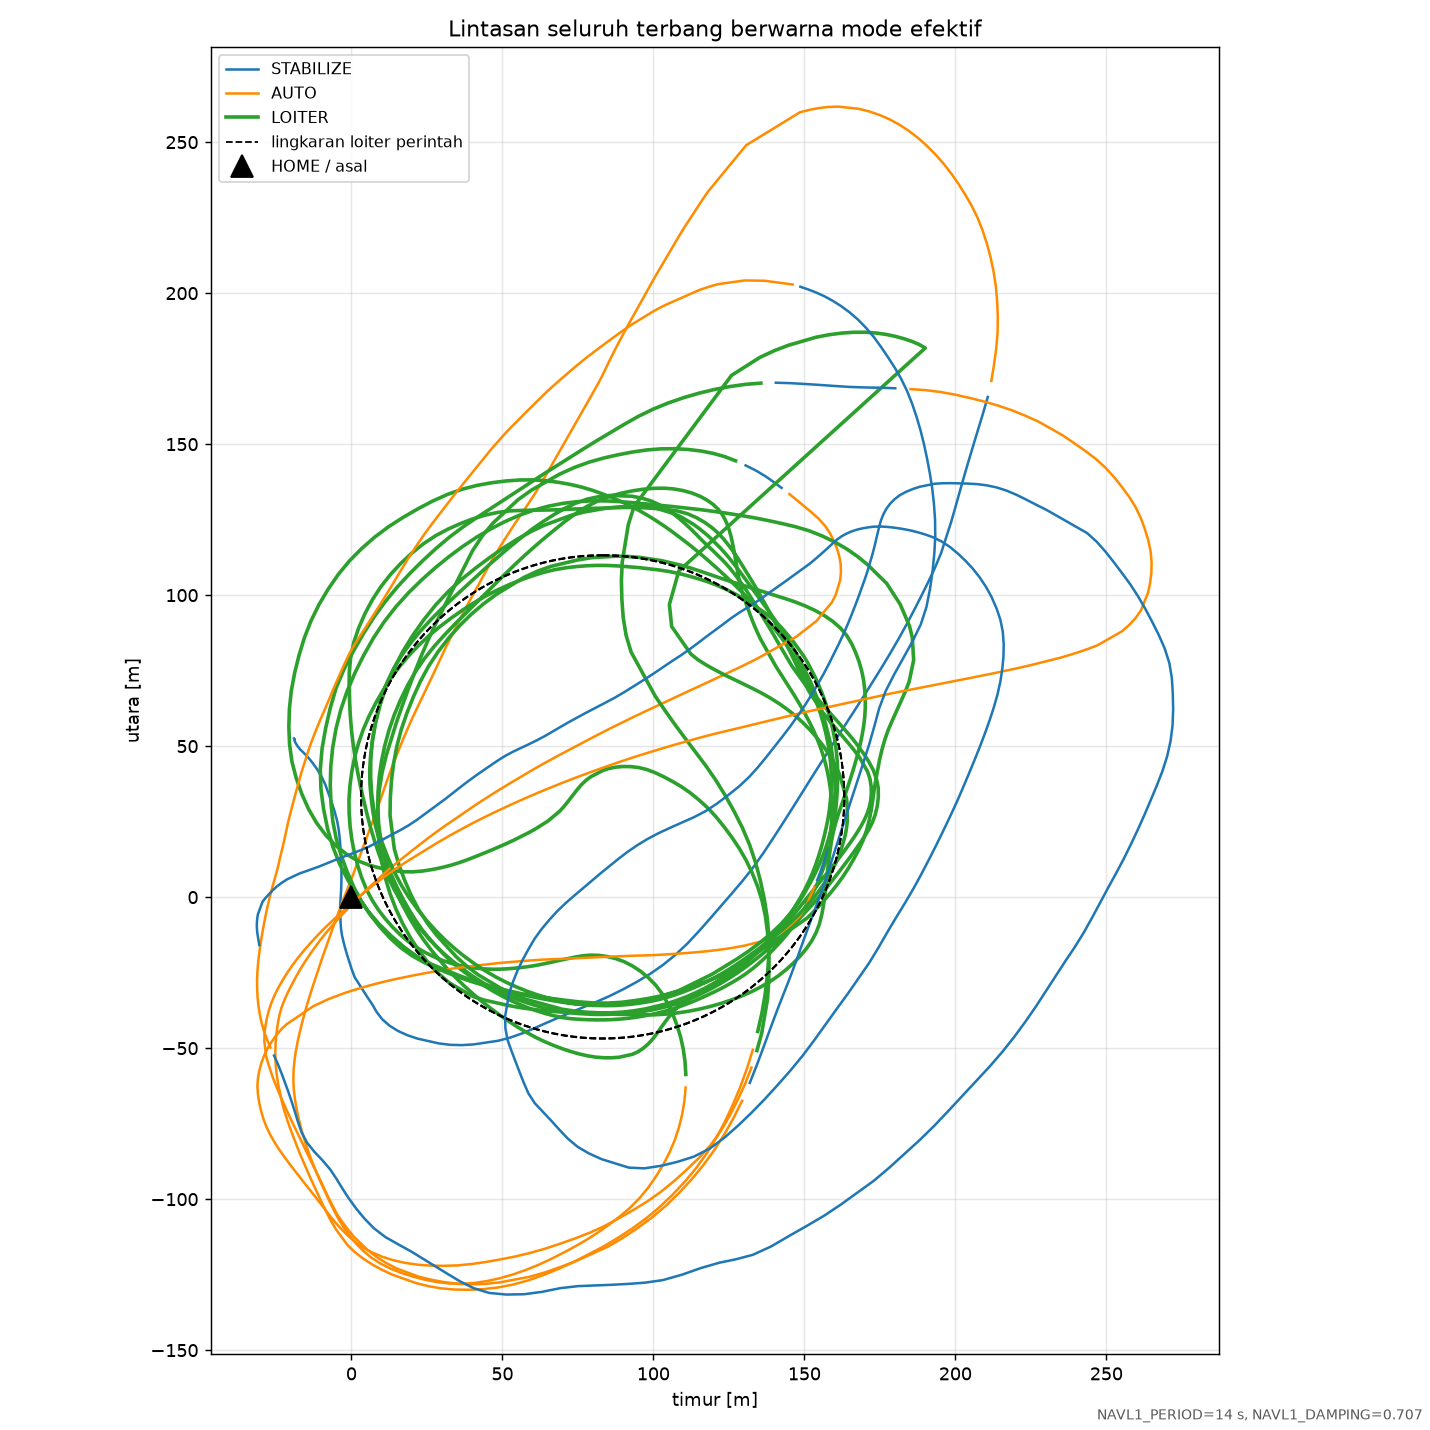 Lintasan seluruh terbang berwarna mode efektif
STABILIZE
AUTO
LOITER
lingkaran loiter perintah
HOME / asal
250
200
150
100
50
0
−50
−100
−150
utara [m]
0
50
100
150
200
250
timur [m]
NAVL1_PERIOD=14 s, NAVL1_DAMPING=0.707